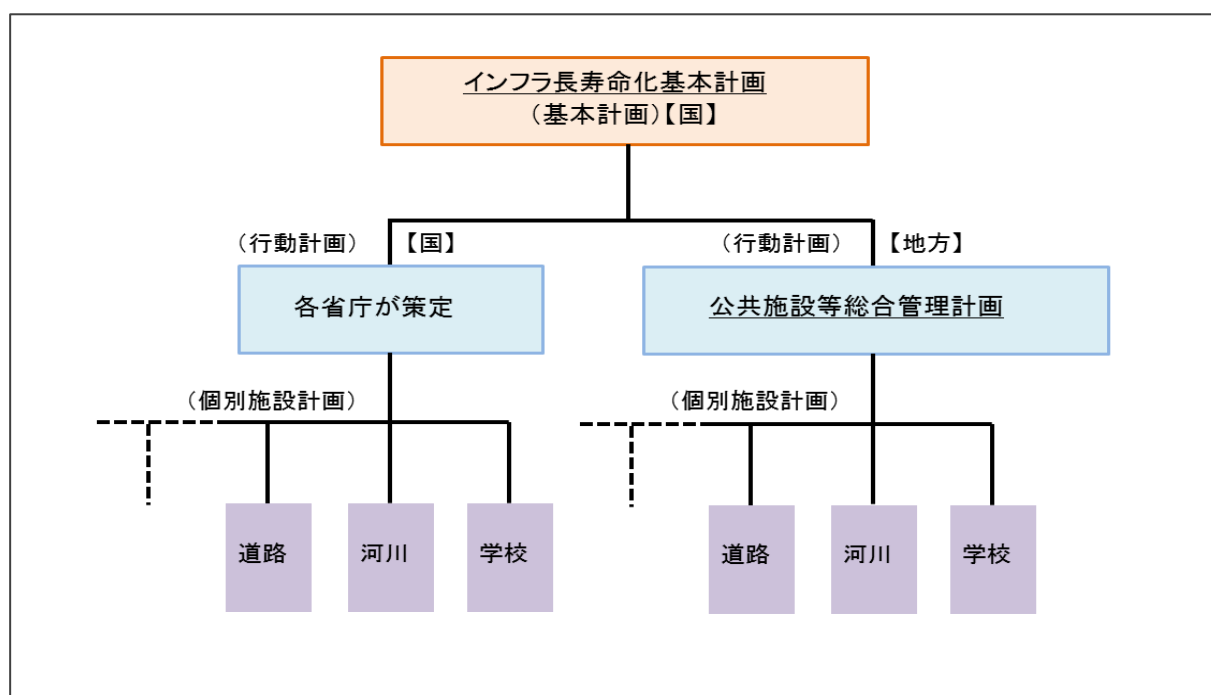 インフラ長寿命化基本計画
（基本計画）【国】
（行動計画） 【国】
（行動計画） 【地方】
各省庁が策定
公共施設等総合管理計画
（個別施設計画）
（個別施設計画）
道路 河川 学校
道路 河川 学校